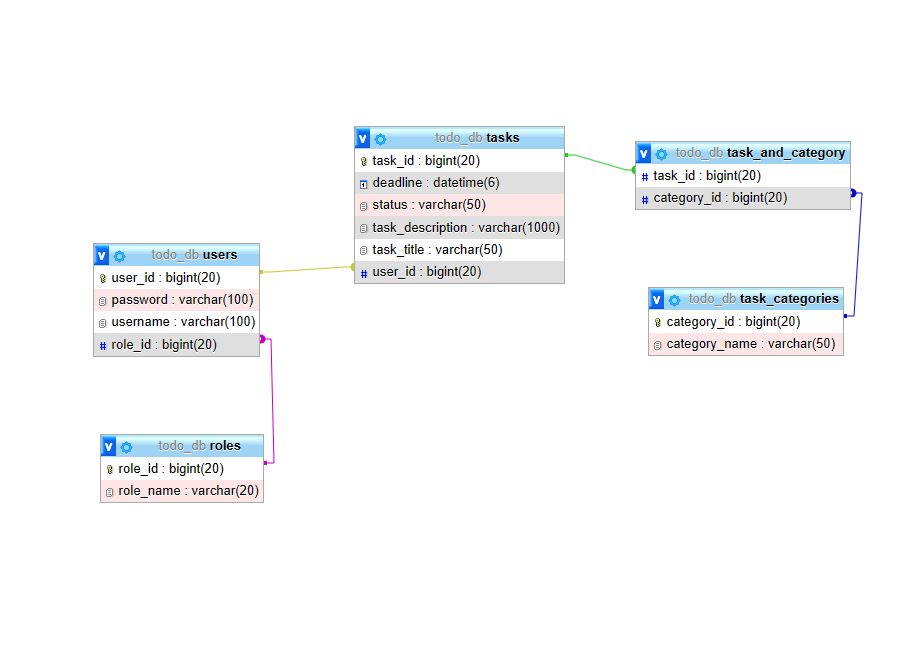 v todo_db tasks
task_id : bigint(20)
deadline : datetime(6)
status : varchar(50)
task_description : varchar(1000)
task_title : varchar(50)
# user_id : bigint(20)
v todo_db task_and_category
# task_id : bigint(20)
# category_id : bigint(20)
v todo_db users
user_id : bigint(20)
password : varchar(100)
username : varchar(100)
# role_id : bigint(20)
v todo_db task_categories
category_id : bigint(20)
category_name : varchar(50)
v todo_db roles
role_id : bigint(20)
role_name : varchar(20)